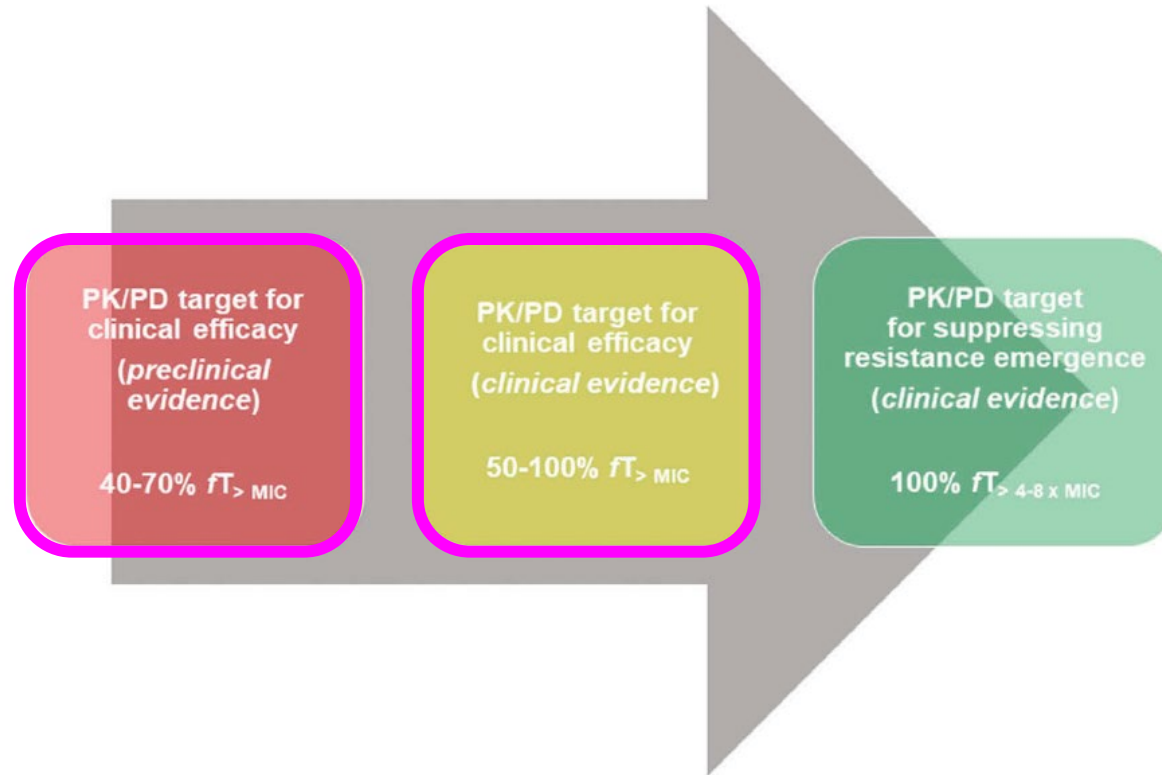 PK/PD target for
clinical efficacy
(preclinical
evidence)
40-70% fT> MIC
PK/PD target for
clinical efficacy
(clinical evidence)
50-100% fT> MIC
PK/PD target
for suppressing
resistance emergence
(clinical evidence)
100% fT> 4-8 x MIC